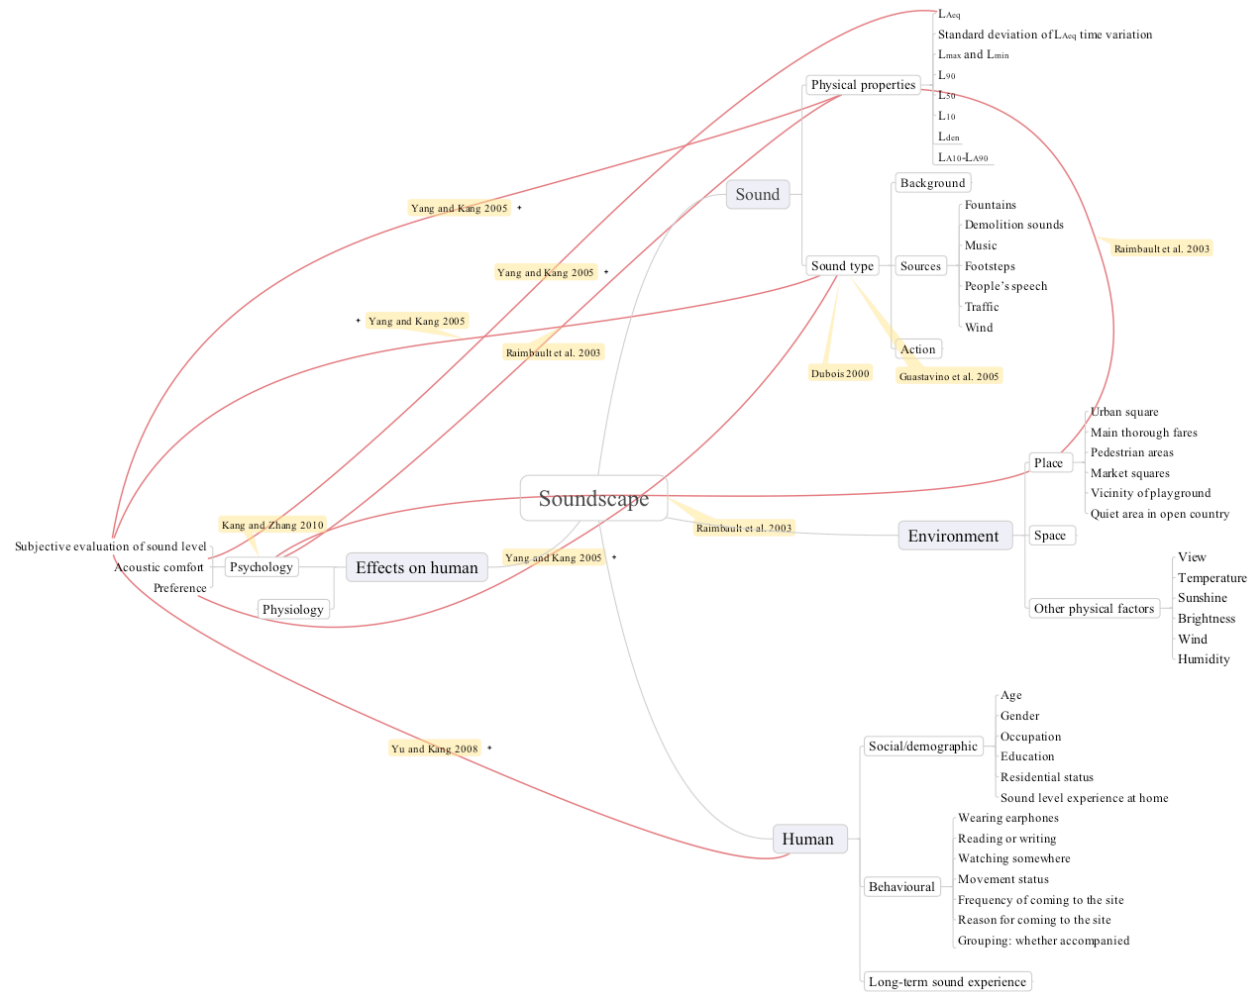 LAeq
Standard deviation of LAeq time variation
Lmax and Lmin
L90
L50
L10
Lden
LA10-LA90
Physical properties
Sound
Background
Fountains
Demolition sounds
Music
Footsteps
People's speech
Traffic
Wind
Sound type
Sources
Action
Yang and Kang 2005
Yang and Kang 2005
Yang and Kang 2005
Raimbault et al. 2003
Raimbault et al. 2003
Dubois 2000
Guastavino et al. 2005
Soundscape
Raimbault et al. 2003
Kang and Zhang 2010
Yang and Kang 2005
Subjective evaluation of sound level
Acoustic comfort
Preference
Psychology
Physiology
Effects on human
Environment
Urban square
Main thorough fares
Pedestrian areas
Market squares
Vicinity of playground
Quiet area in open country
Place
Space
Other physical factors
View
Temperature
Sunshine
Brightness
Wind
Humidity
Yu and Kang 2008
Human
Social/demographic
Age
Gender
Occupation
Education
Residential status
Sound level experience at home
Behavioural
Wearing earphones
Reading or writing
Watching somewhere
Movement status
Frequency of coming to the site
Reason for coming to the site
Grouping: whether accompanied
Long-term sound experience